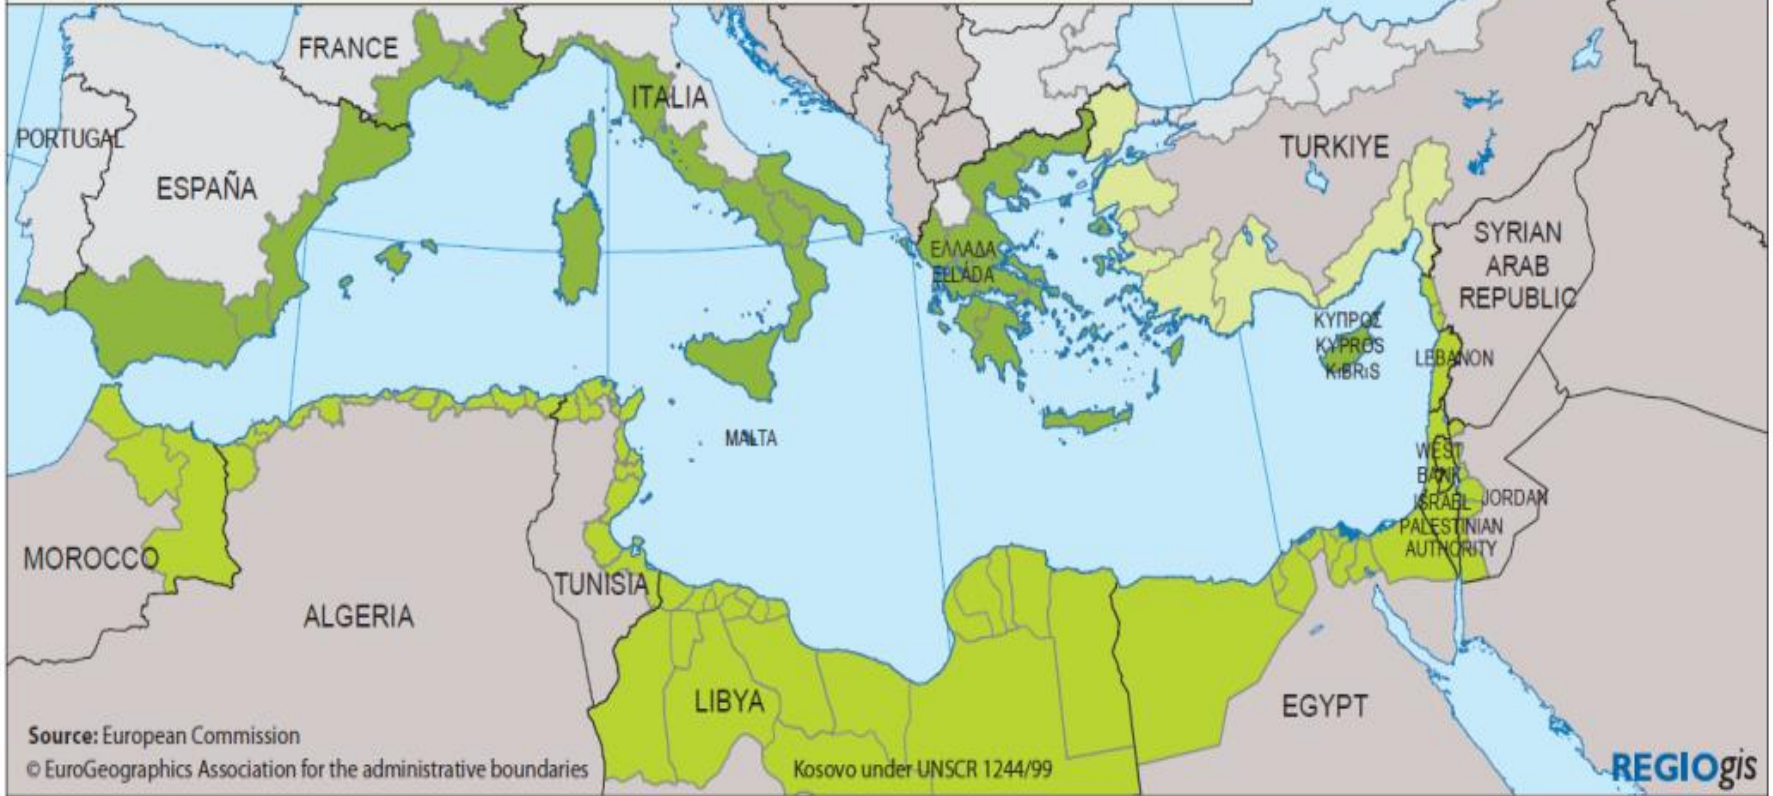 FRANCE
ITALIA
PORTUGAL
ESPAÑA
TURKIYE
SYRIAN
ARAB
REPUBLIC
ΕΛΛΑΔΑ
ELLÁDA
ΚΥΠΡΟΣ
KYPROS
KiBRıS
LEBANON
MALTA
WEST
BANK
ISRAEL
JORDAN
PALESTINIAN
AUTHORITY
MOROCCO
ALGERIA
TUNISIA
LIBYA
EGYPT
Source: European Commission
© EuroGeographics Association for the administrative boundaries
Kosovo under UNSCR 1244/99
REGIOgis